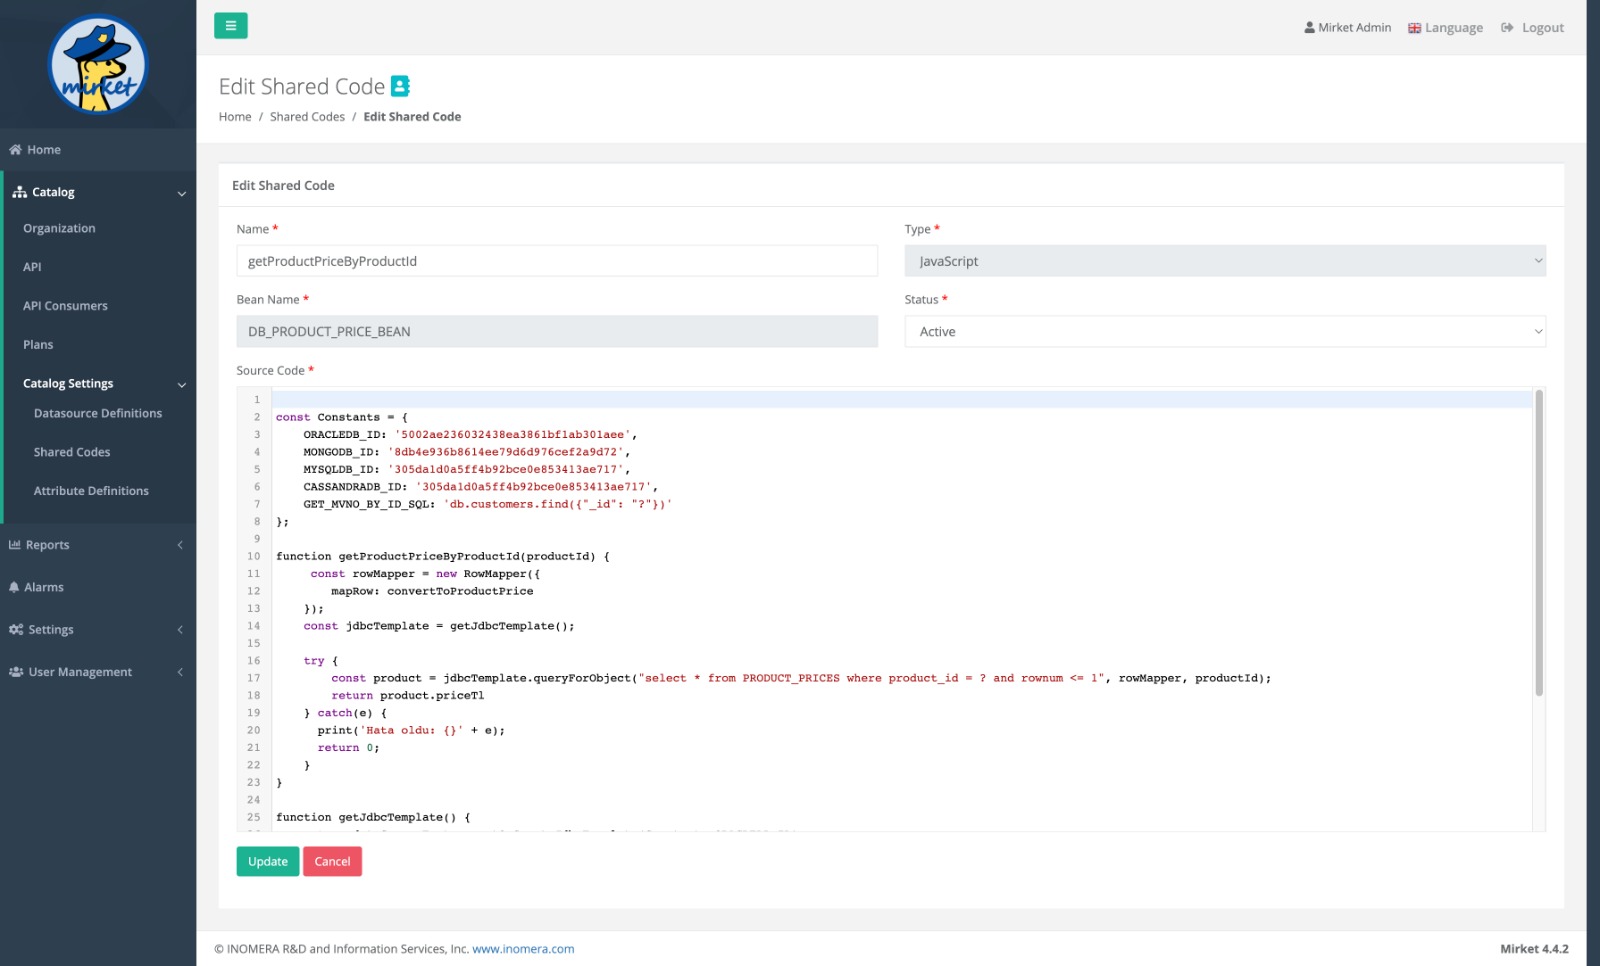 mirket
Mirket Admin
Language
Logout
Edit Shared Code
Home / Shared Codes / Edit Shared Code
Home
Catalog
Organization
API
API Consumers
Plans
Catalog Settings
Datasource Definitions
Shared Codes
Attribute Definitions
Reports
Alarms
Settings
User Management
Edit Shared Code
Name *
getProductPriceByProductId
Type *
JavaScript
Bean Name *
DB_PRODUCT_PRICE_BEAN
Status *
Active
Source Code *
1
2 const Constants = {
3 ORACLEDB_ID: '5002ae236032438ea3861bf1ab301aee',
4 MONGODB_ID: '8db4e936b8614ee79d6d976cef2a9d72',
5 MYSQLDB_ID: '305da1d0a5ff4b92bce0e853413ae717',
6 CASSANDRADB_ID: '305da1d0a5ff4b92bce0e853413ae717',
7 GET_MVNO_BY_ID_SQL: 'db.customers.find({"_id": "?"})'
8 };
9
10 function getProductPriceByProductId(productId) {
11 const rowMapper = new RowMapper({
12 mapRow: convertToProductPrice
13 });
14 const jdbcTemplate = getJdbcTemplate();
15
16 try {
17 const product = jdbcTemplate.queryForObject("select * from PRODUCT_PRICES where product_id = ? and rownum <= 1", rowMapper, productId);
18 return product.priceTl
19 } catch(e) {
20 print('Hata oldu: {}' + e);
21 return 0;
22 }
23 }
24
25 function getJdbcTemplate() {
Update
Cancel
© INOMERA R&D and Information Services, Inc. www.inomera.com
Mirket 4.4.2